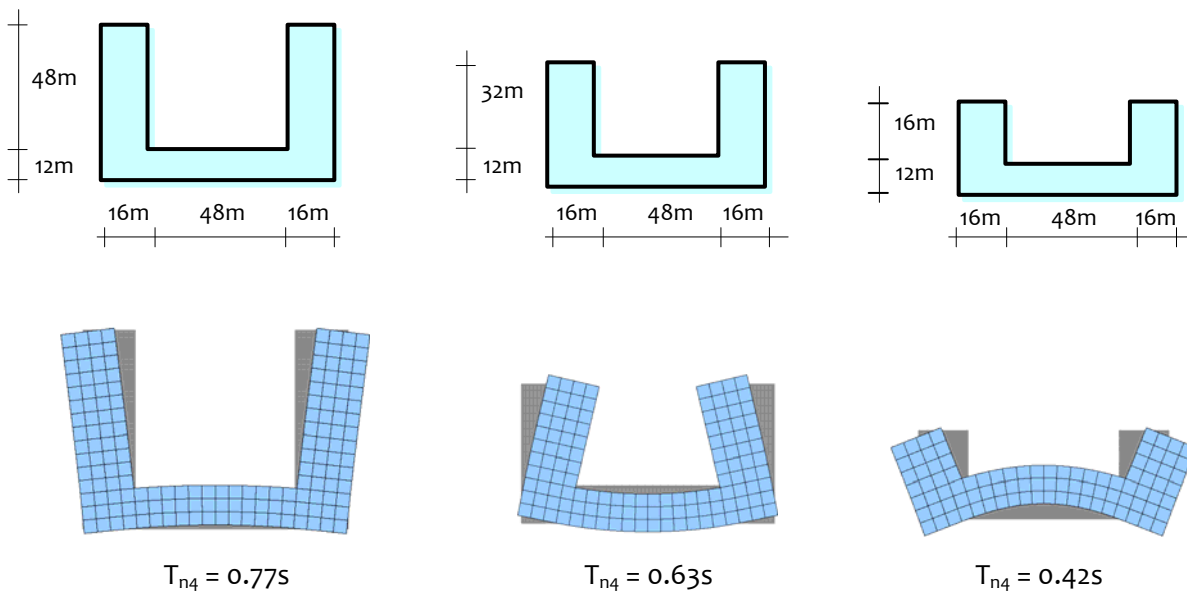 48m
12m
16m 48m 16m
32m
12m
16m 48m 16m
16m
12m
16m 48m 16m
Tn4 = 0.77s
Tn4 = 0.63s
Tn4 = 0.42s